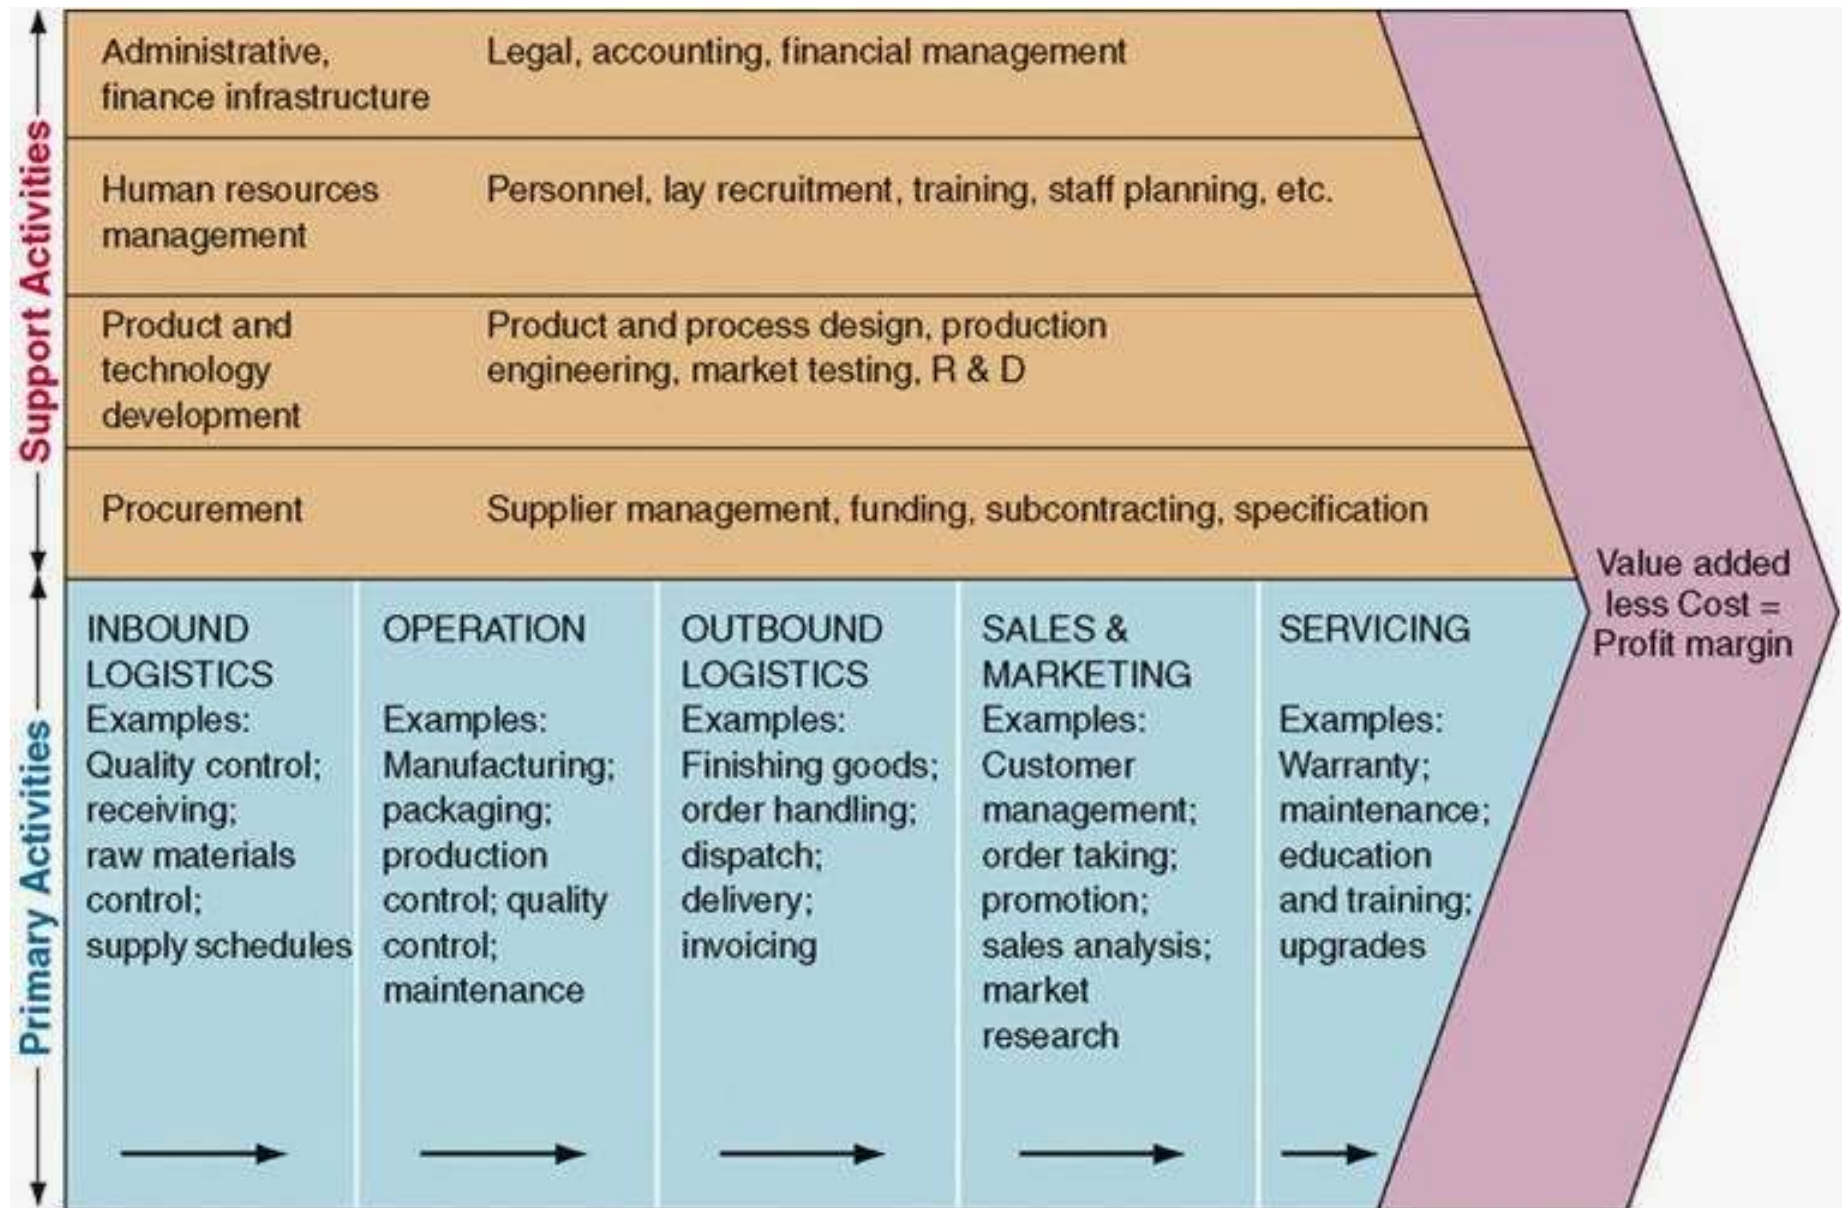 Support Activities
Administrative,
finance infrastructure
Legal, accounting, financial management
Human resources
management
Personnel, lay recruitment, training, staff planning, etc.
Product and
technology
development
Product and process design, production
engineering, market testing, R & D
Procurement
Supplier management, funding, subcontracting, specification
Primary Activities
INBOUND
LOGISTICS
Examples:
Quality control;
receiving;
raw materials
control;
supply schedules
OPERATION
Examples:
Manufacturing;
packaging;
production
control; quality
control;
maintenance
OUTBOUND
LOGISTICS
Examples:
Finishing goods;
order handling;
dispatch;
delivery;
invoicing
SALES &
MARKETING
Examples:
Customer
management;
order taking;
promotion;
sales analysis;
market
research
SERVICING
Examples:
Warranty;
maintenance;
education
and training;
upgrades
Value added
less Cost =
Profit margin